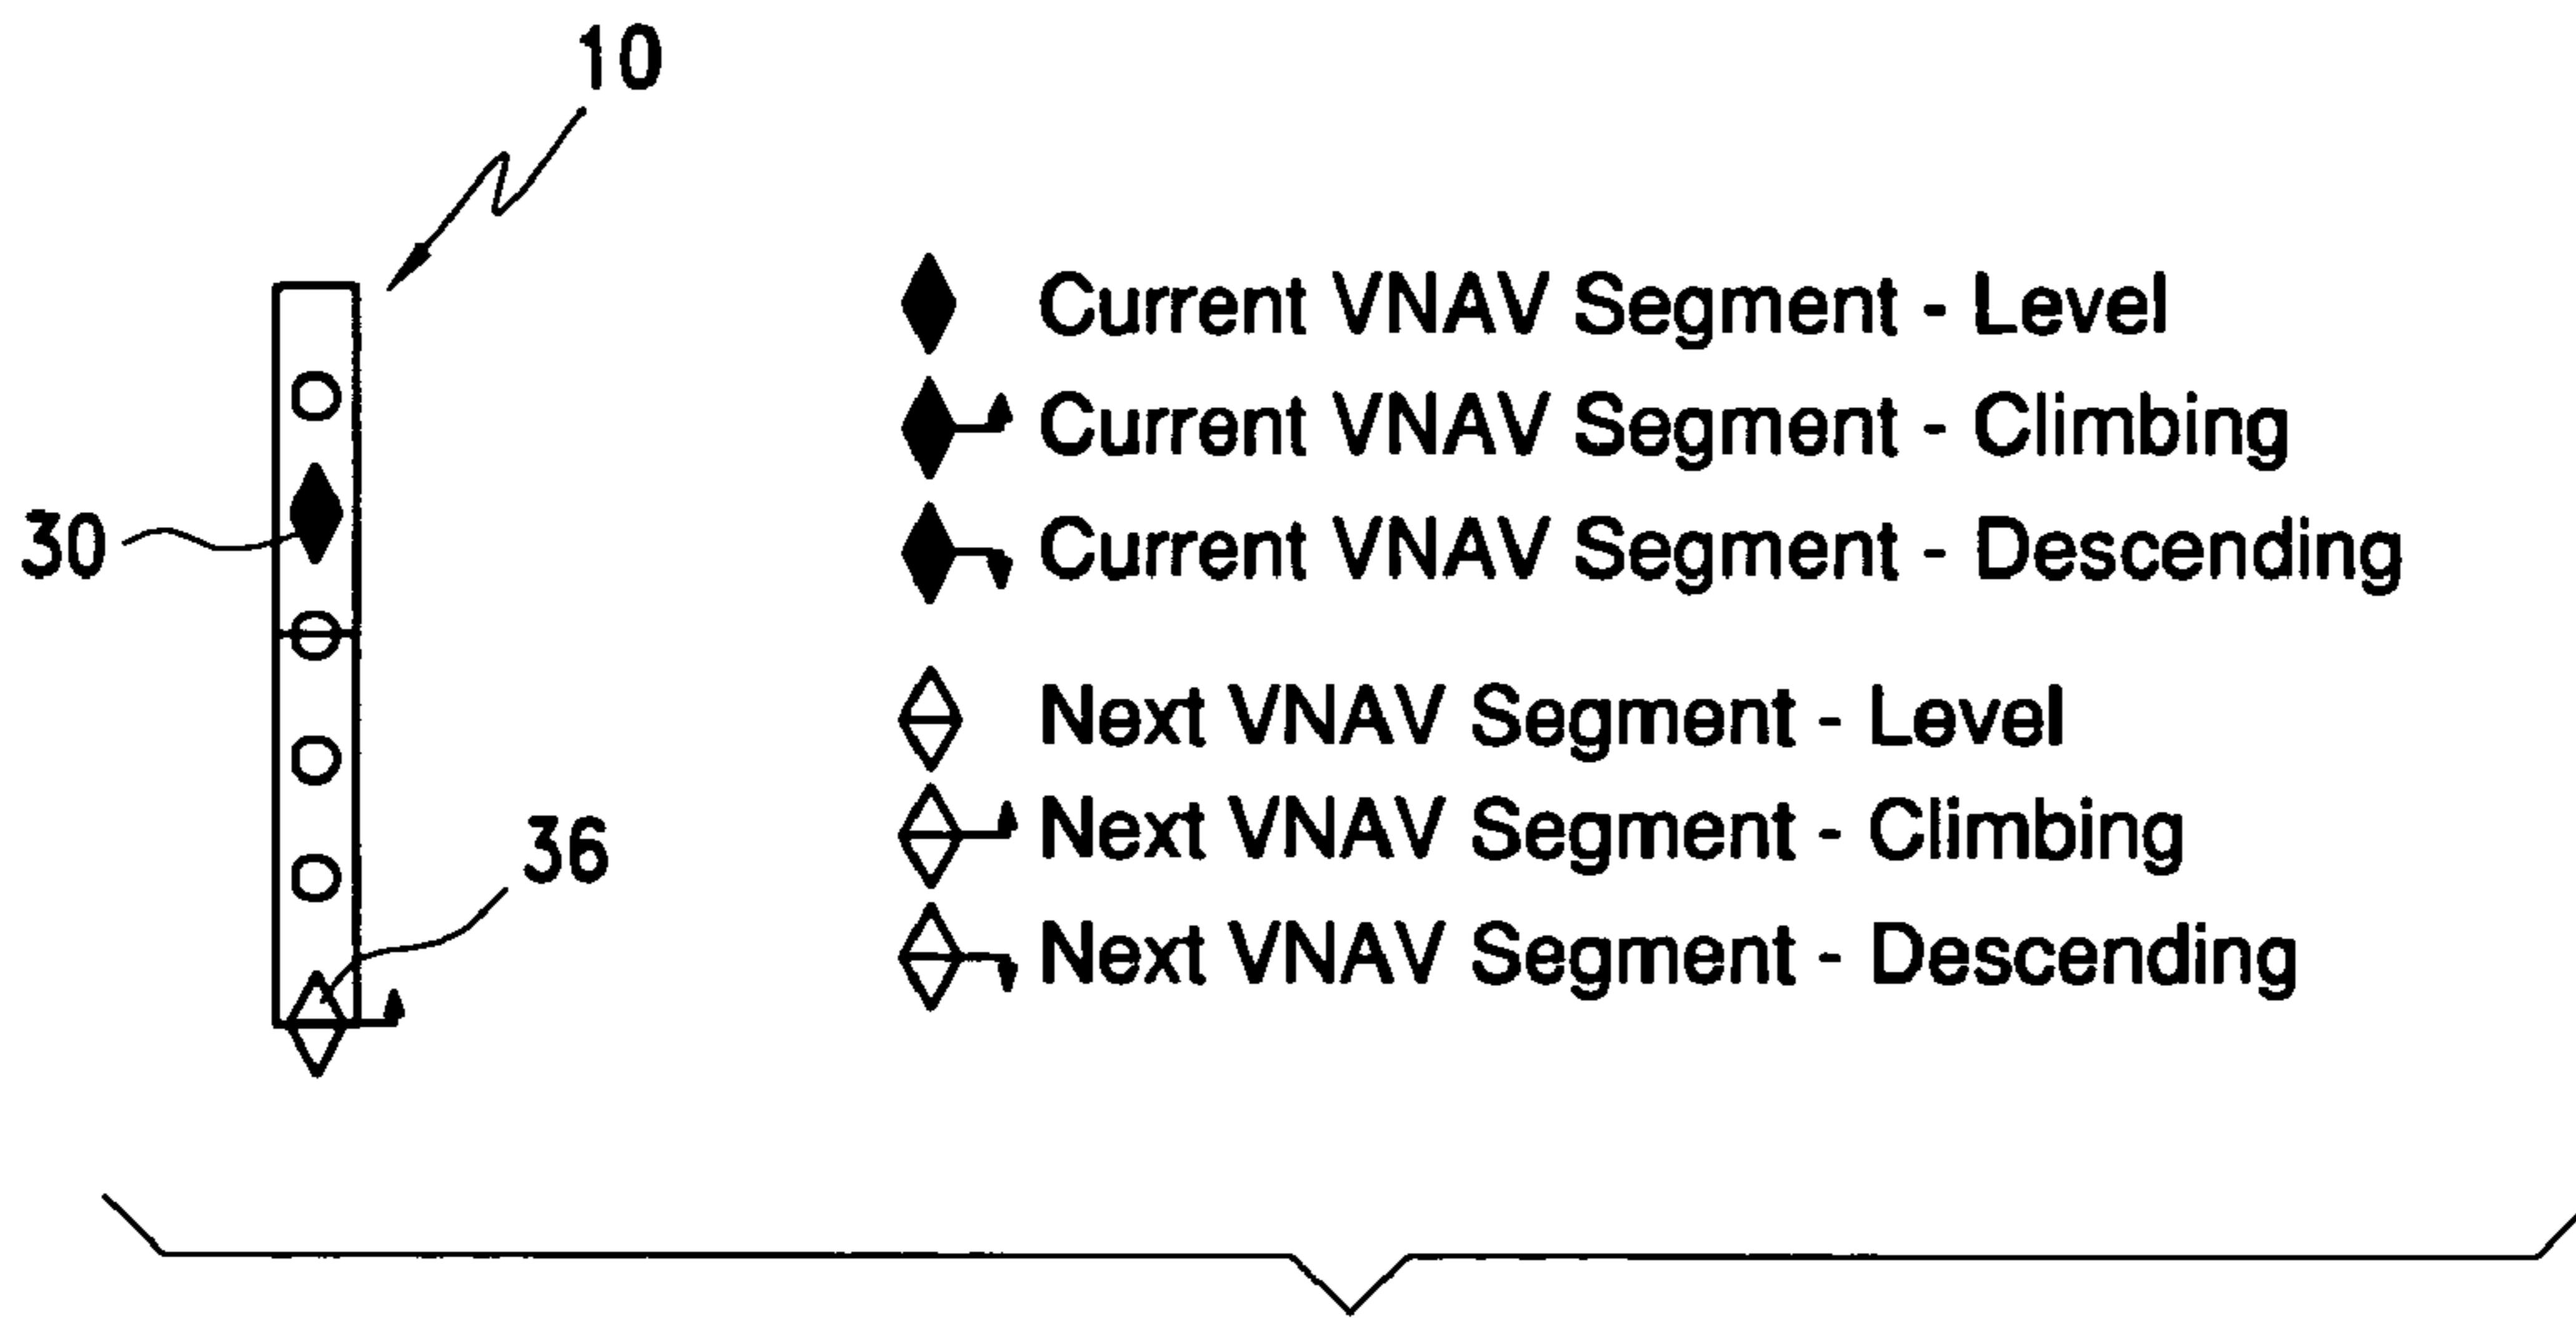 10
Current VNAV Segment - Level
Current VNAV Segment - Climbing
30
Current VNAV Segment - Descending
Next VNAV Segment - Level
Next VNAV Segment - Climbing
36
Next VNAV Segment - Descending